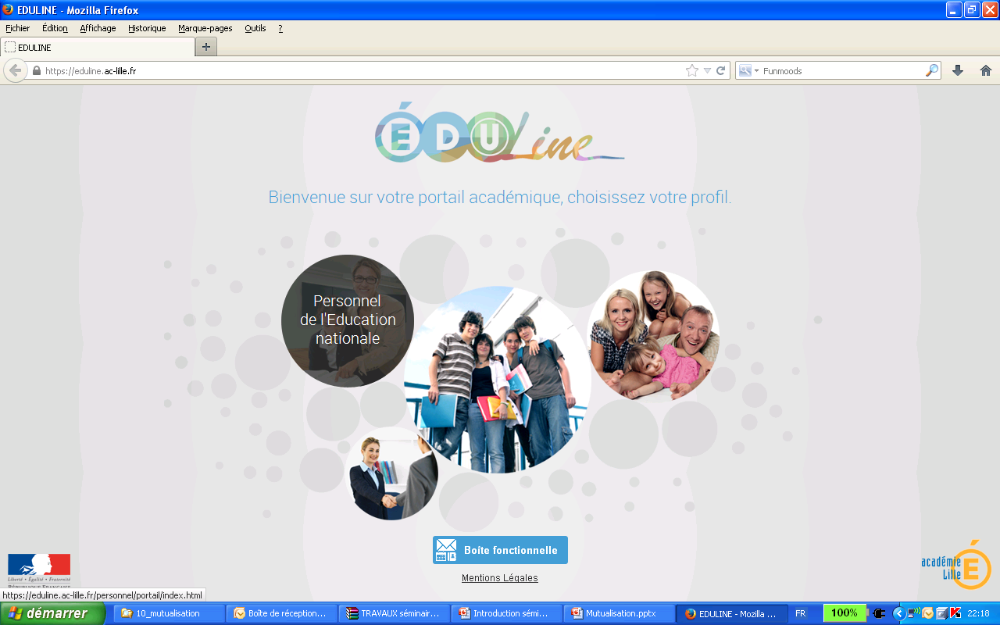 EDULINE - Mozilla Firefox
Fichier Édition Affichage Historique Marque-pages Outils ?
EDULINE
https://eduline.ac-lille.fr
Funmoods
ÉDULine
Bienvenue sur votre portail académique, choisissez votre profil.
Personnel
de l'Education
nationale
Boîte fonctionnelle
Mentions Légales
Liberté • Égalité • Fraternité
RÉPUBLIQUE FRANÇAISE
académie
Lille
É
https://eduline.ac-lille.fr/personnel/portail/index.html
démarrer
10_mutualisation
Boîte de réception...
TRAVAUX séminair...
Introduction sémi...
Mutualisation.pptx
EDULINE - Mozilla ...
FR
100%
22:18